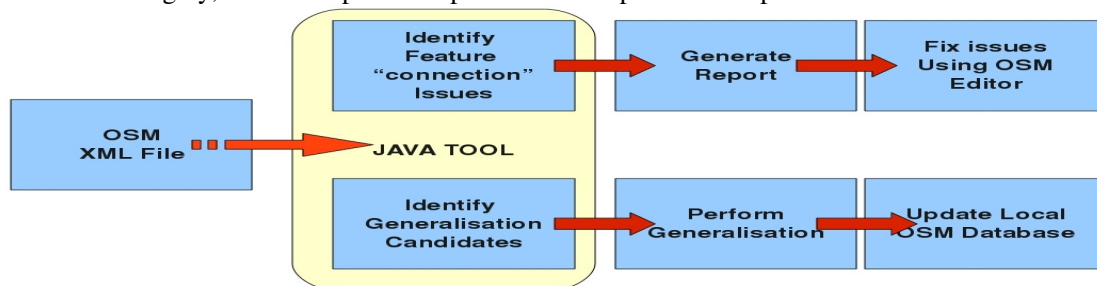 OSM
XML File
Identify
Feature
“connection”
Issues
Generate
Report
Fix issues
Using OSM
Editor
JAVA TOOL
Identify
Generalisation
Candidates
Perform
Generalisation
Update Local
OSM Database